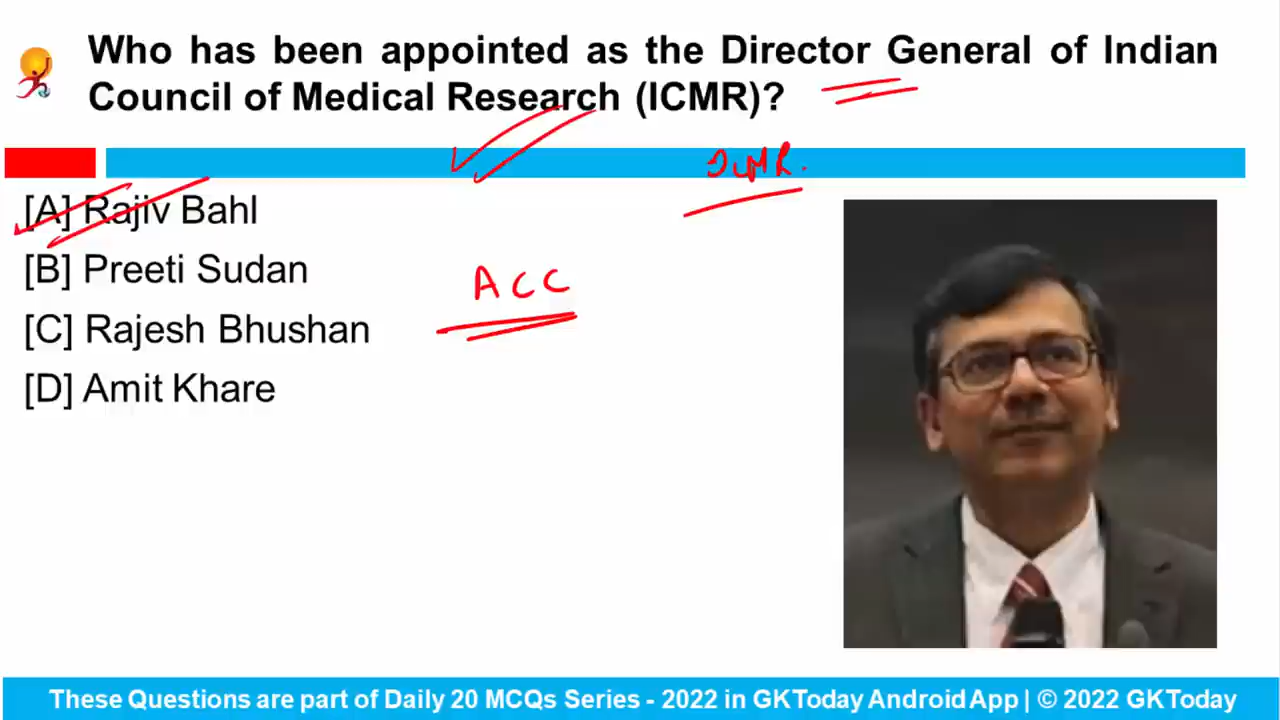 Who has been appointed as the Director General of Indian
Council of Medical Research (ICMR)?
ICMR.
[A] Rajiv Bahl
[B] Preeti Sudan
ACC
[C] Rajesh Bhushan
[D] Amit Khare
These Questions are part of Daily 20 MCQs Series - 2022 in GKToday Android App | © 2022 GKToday